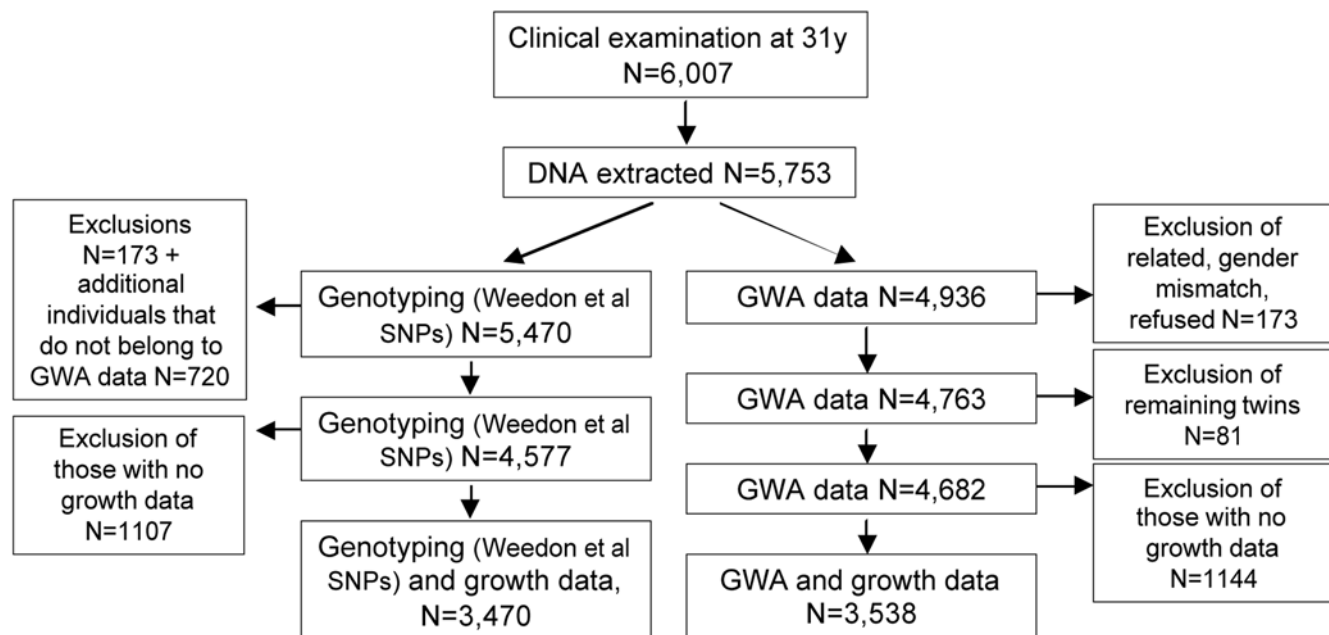 Clinical examination at 31y
N=6,007
DNA extracted N=5,753
Exclusions
N=173 +
additional
individuals that
do not belong to
GWA data N=720
Genotyping (Weedon et al
SNPs) N=5,470
GWA data N=4,936
Exclusion of
related, gender
mismatch,
refused N=173
GWA data N=4,763
Exclusion of
remaining twins
N=81
Exclusion of
those with no
growth data
N=1107
Genotyping (Weedon et al
SNPs) N=4,577
GWA data N=4,682
Exclusion of
those with no
growth data
N=1144
Genotyping (Weedon et al
SNPs) and growth data,
N=3,470
GWA and growth data
N=3,538